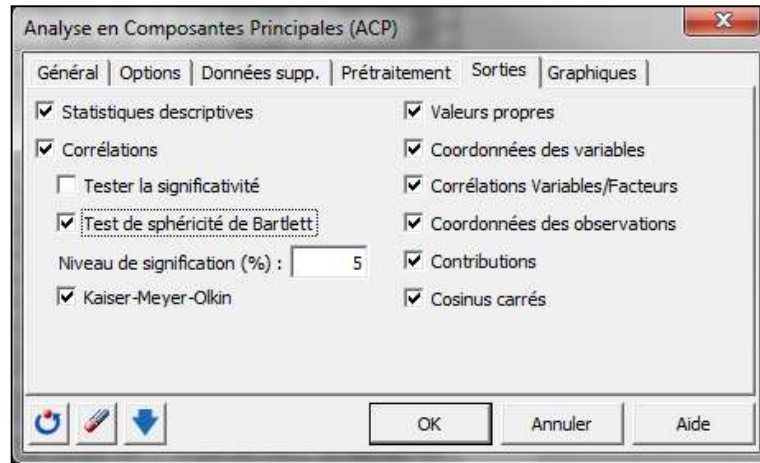 Analyse en Composantes Principales (ACP)
Général Options Données supp. Prétraitement Sorties Graphiques
Statistiques descriptives
Corrélations
Tester la significativité
Test de sphéricité de Bartlett
Niveau de signification (%) : 5
Kaiser-Meyer-Olkin
Valeurs propres
Coordonnées des variables
Corrélations Variables/Facteurs
Coordonnées des observations
Contributions
Cosinus carrés
OK Annuler Aide